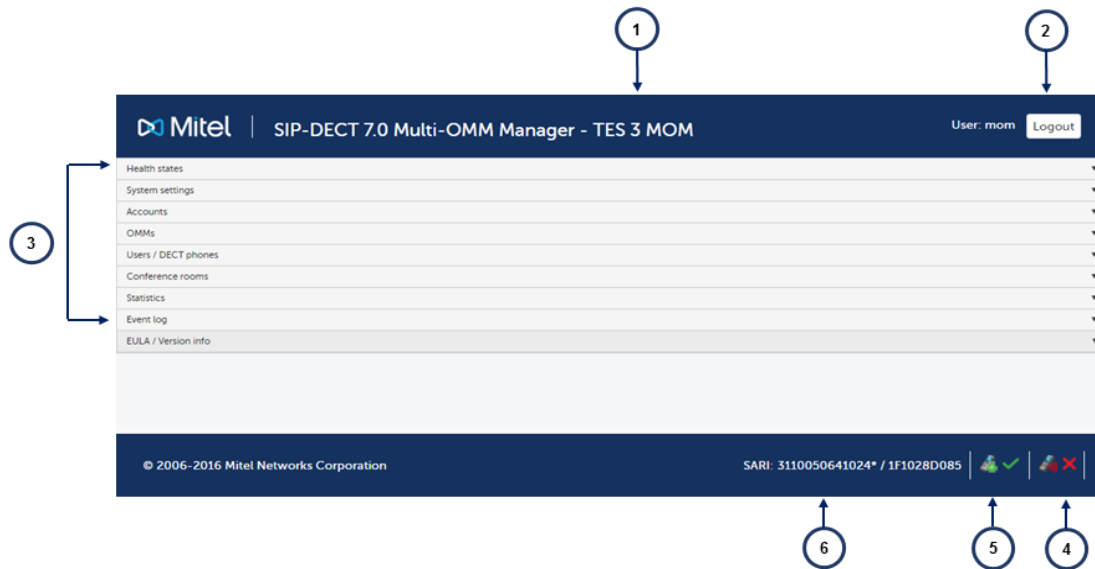 1
2
Mitel
SIP-DECT 7.0 Multi-OMM Manager - TES 3 MOM
User: mom
Logout
Health states
System settings
Accounts
OMMs
3
Users / DECT phones
Conference rooms
Statistics
Event log
EULA / Version info
© 2006-2016 Mitel Networks Corporation
SARI: 3110050641024* / 1F1028D085
6
5
4